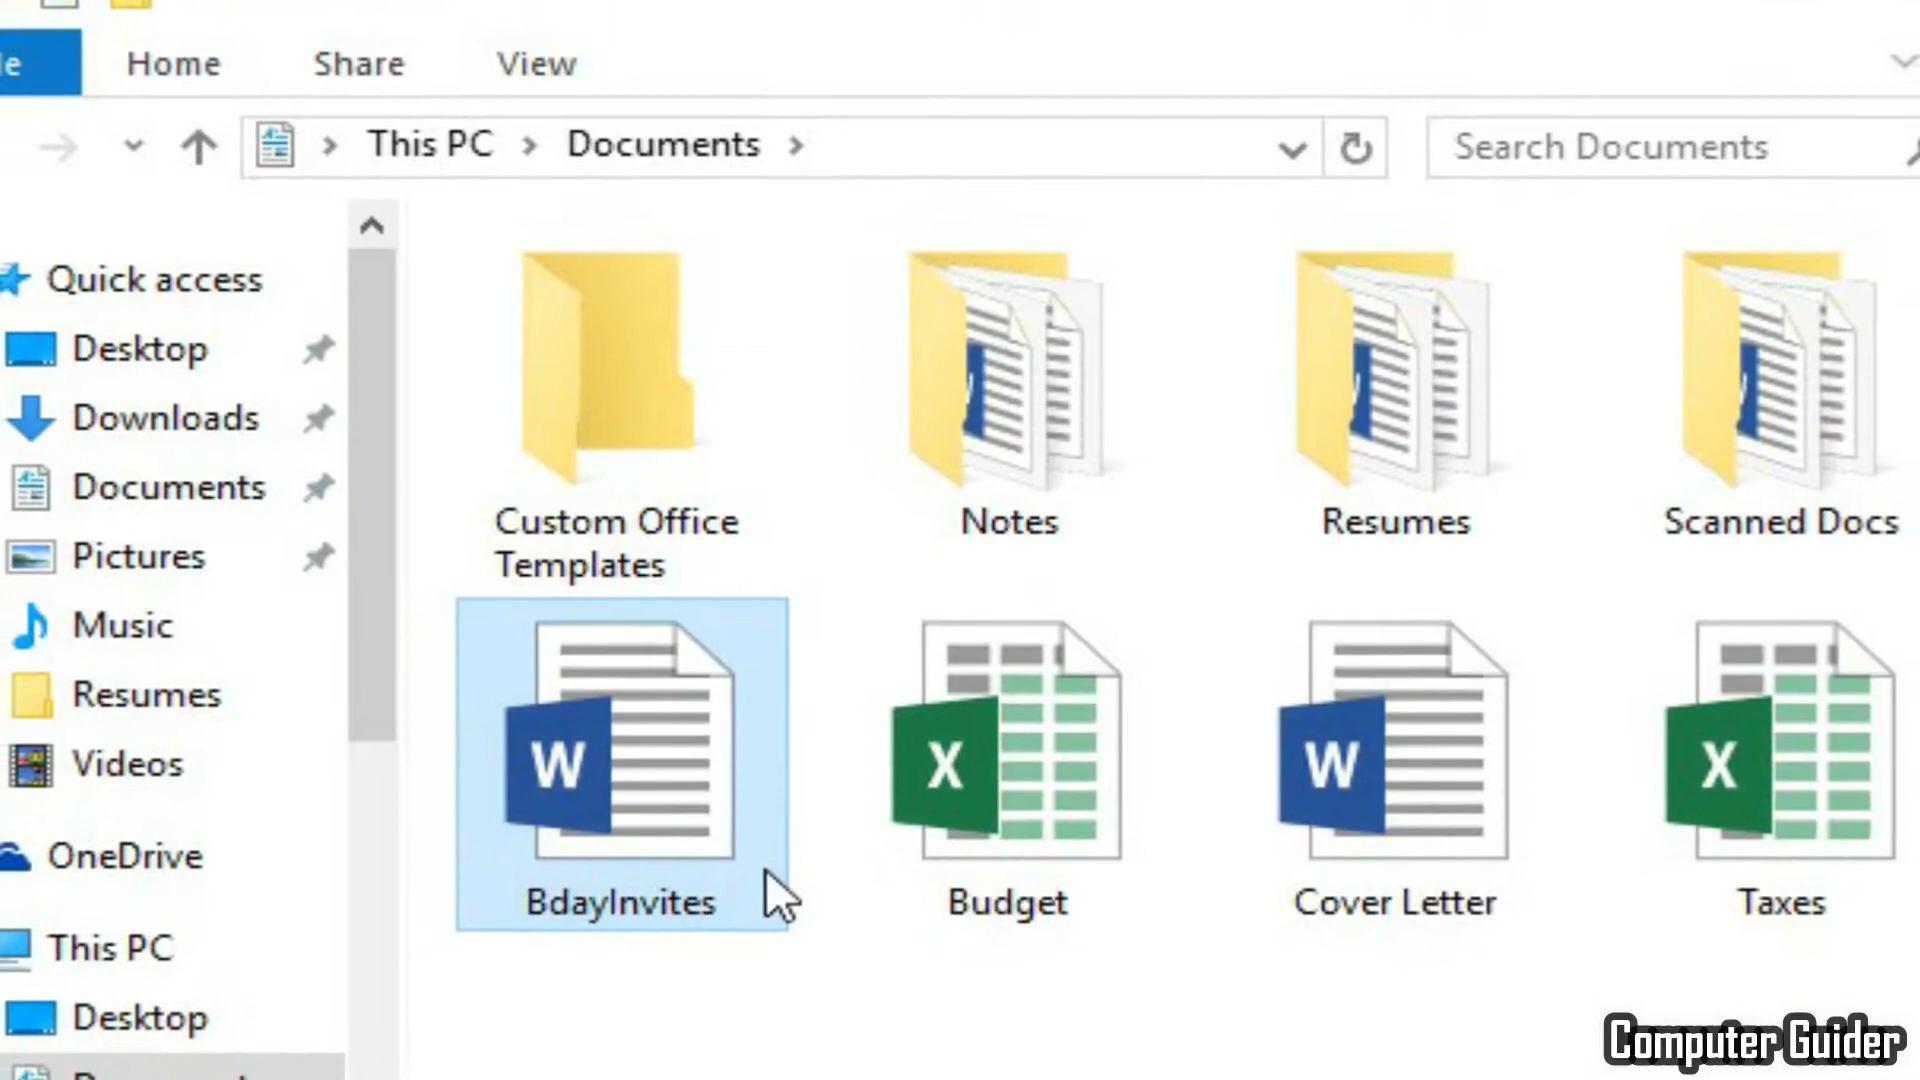 le Home Share View
This PC Documents
Search Documents
Quick access
Desktop
Downloads
Documents
Pictures
Music
Resumes
Videos
OneDrive
This PC
Desktop
Custom Office
Templates
Notes
Resumes
Scanned Docs
W
X
W
X
BdayInvites
Budget
Cover Letter
Taxes
Computer Guider